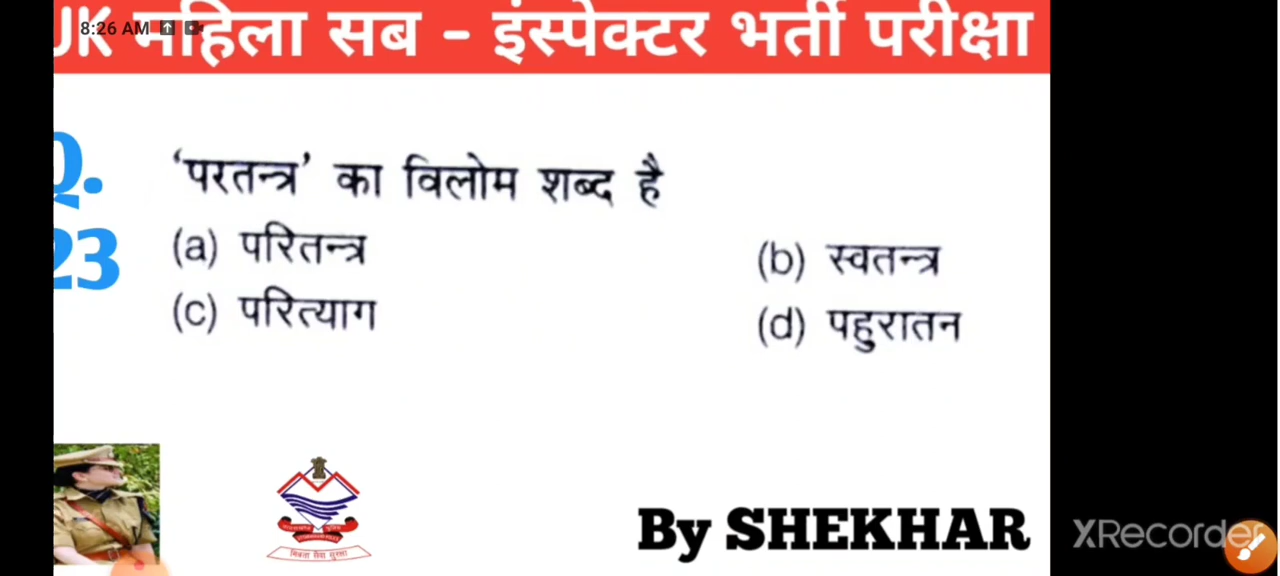 8:26 AM
UK महिला सब - इंस्पेक्टर भर्ती परीक्षा
Q. 'परतन्त्र' का विलोम शब्द है
23 (a) परितन्त्र (b) स्वतन्त्र
(c) परित्याग (d) पहुरातन
By SHEKHAR
XRecorder